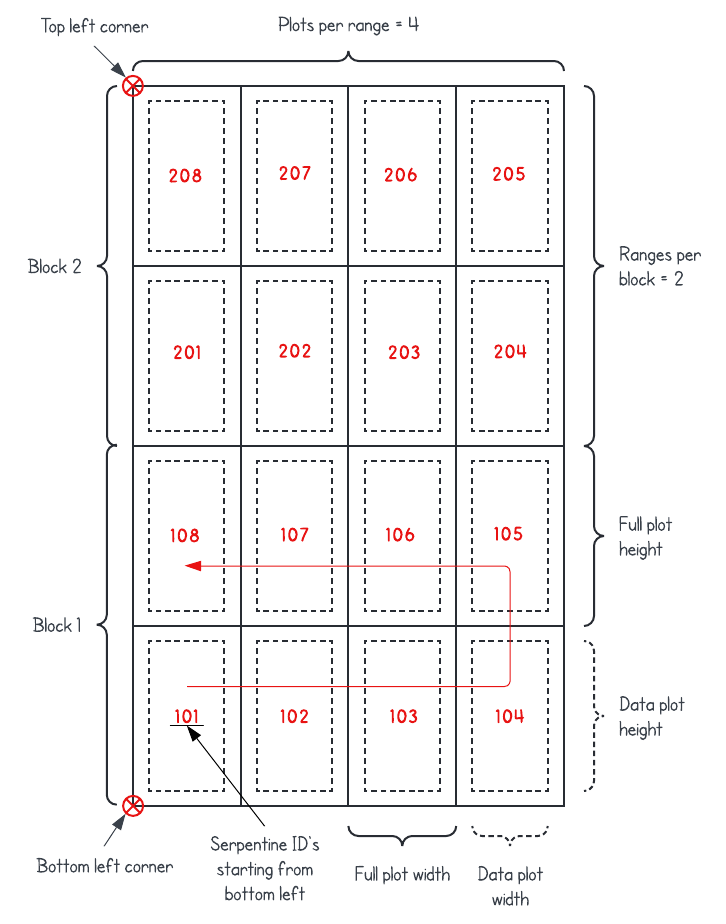 Top left corner
Plots per range = 4
208
207
206
205
Block 2
Ranges per
block = 2
201
202
203
204
108
107
106
105
Full plot
height
Block 1
101
102
103
104
Data plot
height
Bottom left corner
Serpentine ID's
starting from
bottom left
Full plot width
Data plot
width